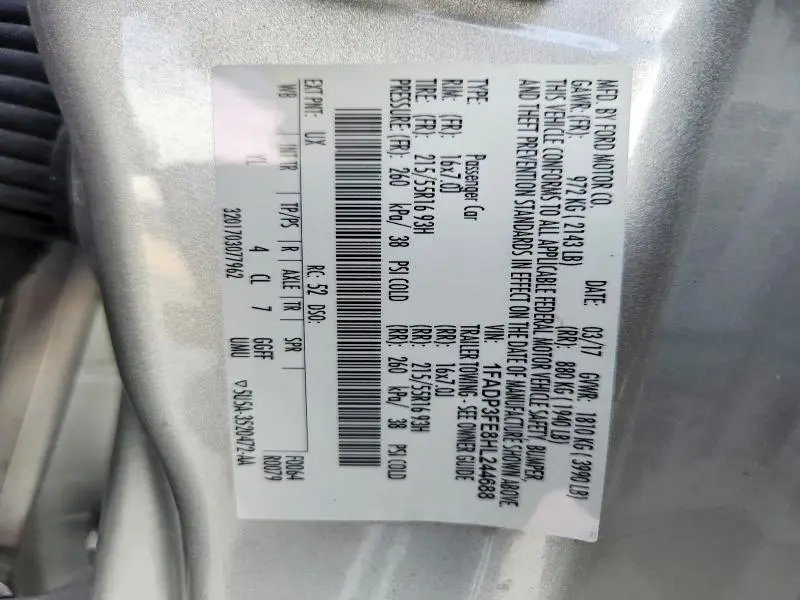 MFD. BY FORD MOTOR CO.
DATE: 03/17 GVWR: 1810 KG ( 3990 LB)
GAWR (FR): 972 KG ( 2143 LB) (RR): 880 KG ( 1940 LB)
THIS VEHICLE CONFORMS TO ALL APPLICABLE FEDERAL MOTOR VEHICLE SAFETY, BUMPER,
AND THEFT PREVENTION STANDARDS IN EFFECT ON THE DATE OF MANUFACTURE SHOWN ABOVE.
VIN: 1FADP3FE8HL244688
TYPE: Passenger Car TRAILER TOWING - SEE OWNER GUIDE
RIM: (FR): 16x7.0J (RR): 16x7.0J
TIRE: (FR): 215/55R16 93H (RR): 215/55R16 93H
PRESSURE (FR): 260 kPa/ 38 PSI COLD (RR): 260 kPa/ 38 PSI COLD
EXT PNT: UX RC: 52 DSO: F0064
R0029
WB INT TR TP/PS R AXLE TR SPR
YL 4 CL 7 GGFF
320170307962 UMU ▽5U5A-3520472-AA